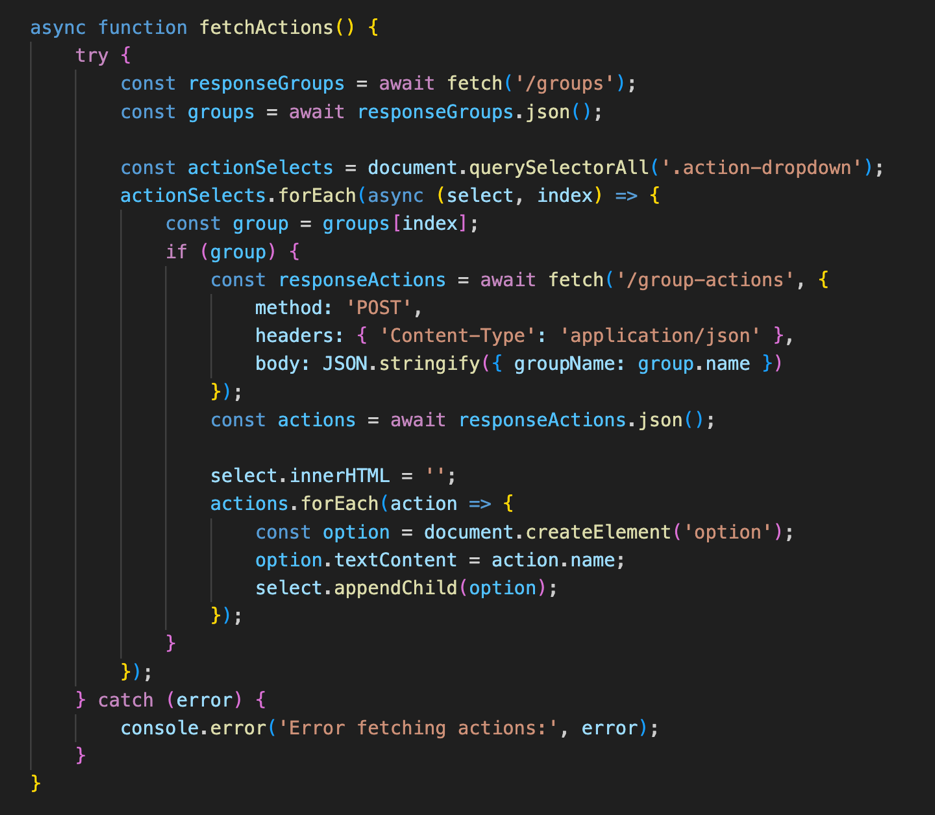 async function fetchActions() {
    try {
        const responseGroups = await fetch('/groups');
        const groups = await responseGroups.json();

        const actionSelects = document.querySelectorAll('.action-dropdown');
        actionSelects.forEach(async (select, index) => {
            const group = groups[index];
            if (group) {
                const responseActions = await fetch('/group-actions', {
                    method: 'POST',
                    headers: { 'Content-Type': 'application/json' },
                    body: JSON.stringify({ groupName: group.name })
                });
                const actions = await responseActions.json();

                select.innerHTML = '';
                actions.forEach(action => {
                    const option = document.createElement('option');
                    option.textContent = action.name;
                    select.appendChild(option);
                });
            }
        });
    } catch (error) {
        console.error('Error fetching actions:', error);
    }
}